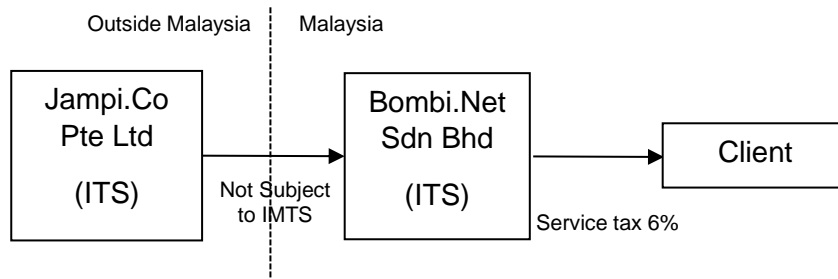 Outside Malaysia
Malaysia
Jampi.Co
Pte Ltd
(ITS)
Not Subject
to IMTS
Bombi.Net
Sdn Bhd
(ITS)
Service tax 6%
Client